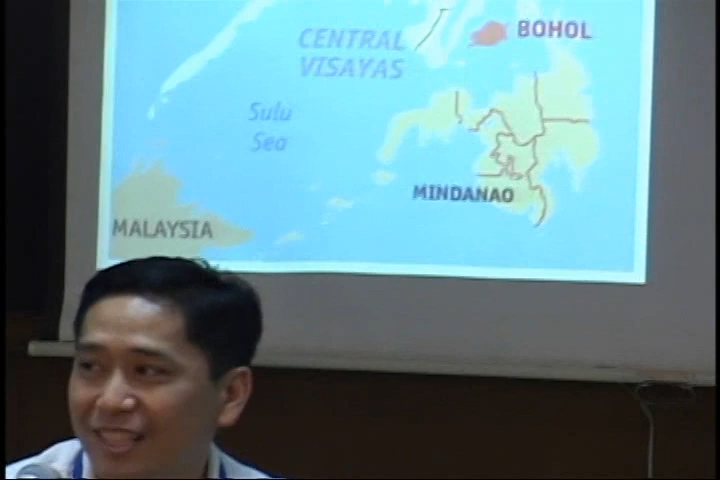 CENTRAL
VISAYAS
BOHOL
Sulu
Sea
MINDANAO
MALAYSIA